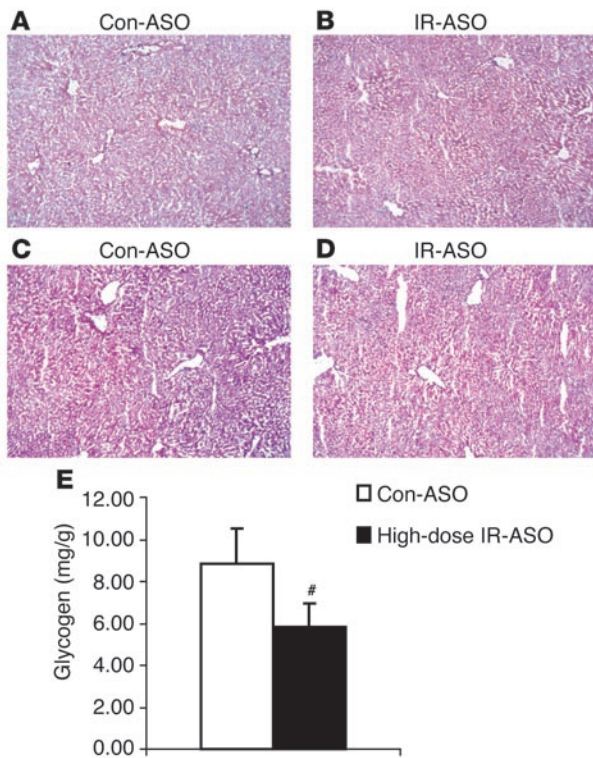 A Con-ASO
B IR-ASO
C Con-ASO
D IR-ASO
E
Glycogen (mg/g)
12.00
10.00
8.00
6.00
4.00
2.00
0.00
#
Con-ASO
High-dose IR-ASO